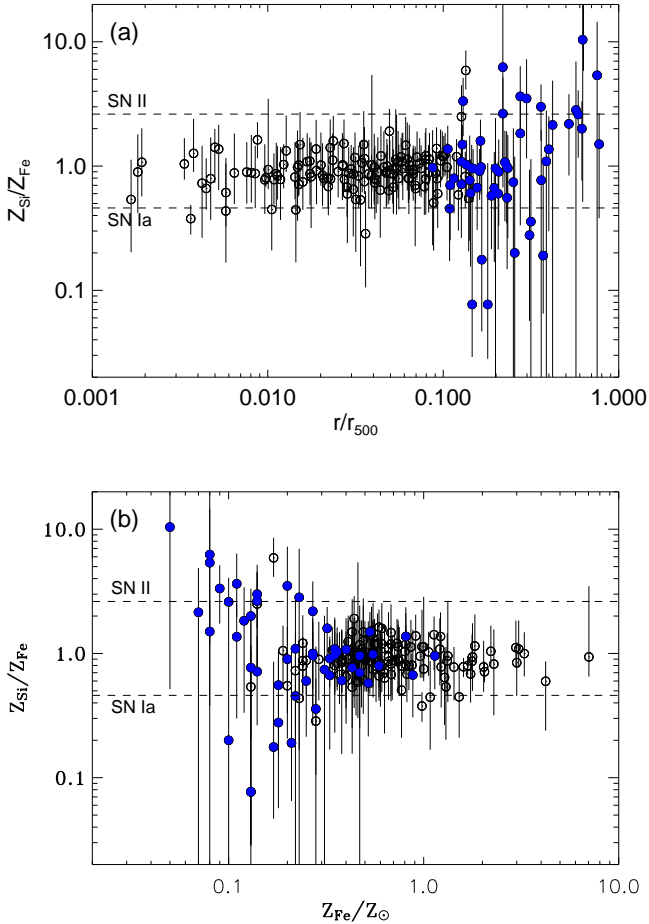 (a)
10.0
SN II
1.0
SN Ia
0.1
Z_Si/Z_Fe
0.001 0.010 0.100 1.000
r/r_500
(b)
10.0
SN II
1.0
SN Ia
0.1
Z_Si/Z_Fe
0.1 1.0 10.0
Z_Fe/Z_⊙